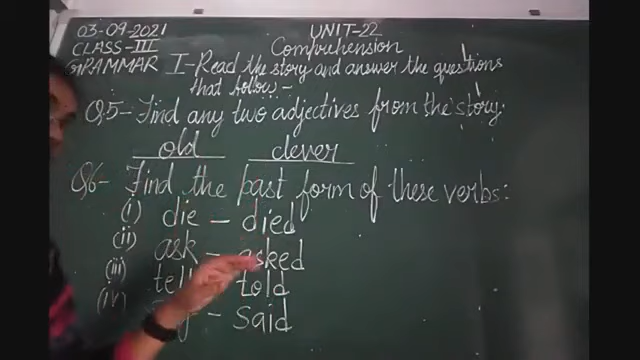 03-09-2021 UNIT-22
CLASS-III Comprehension
GRAMMAR I-Read the story and answer the questions
that follow-
Q.5- Find any two adjectives from the story.
old clever
Q6- Find the past form of these verbs:
(i) die - died
(ii) ask - asked
(iii) tell - told
(iv) - said